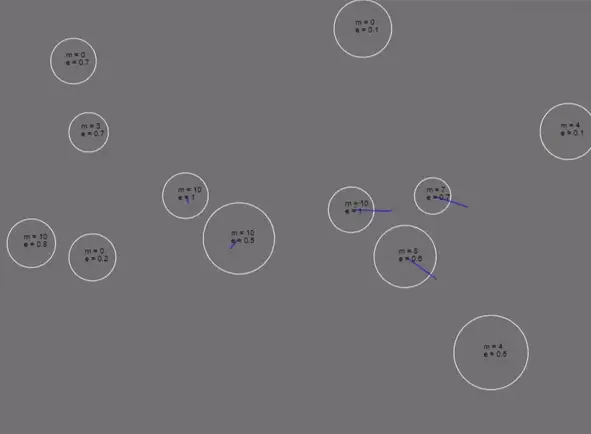 m = 0
e = 0.1
m = 0
e = 0.7
m = 3
e = 0.7
m = 4
e = 0.1
m = 10
e = 1
m = 7
e = 0.7
m = 10
e = 1
m = 10
e = 0.5
m = 10
e = 0.8
m = 0
e = 0.2
e = 0.6
m = 4
e = 0.5